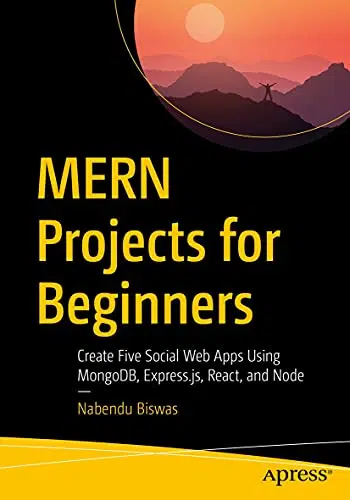 MERN
Projects for
Beginners
Create Five Social Web Apps Using
MongoDB, Express.js, React, and Node
—
Nabendu Biswas
Apress®